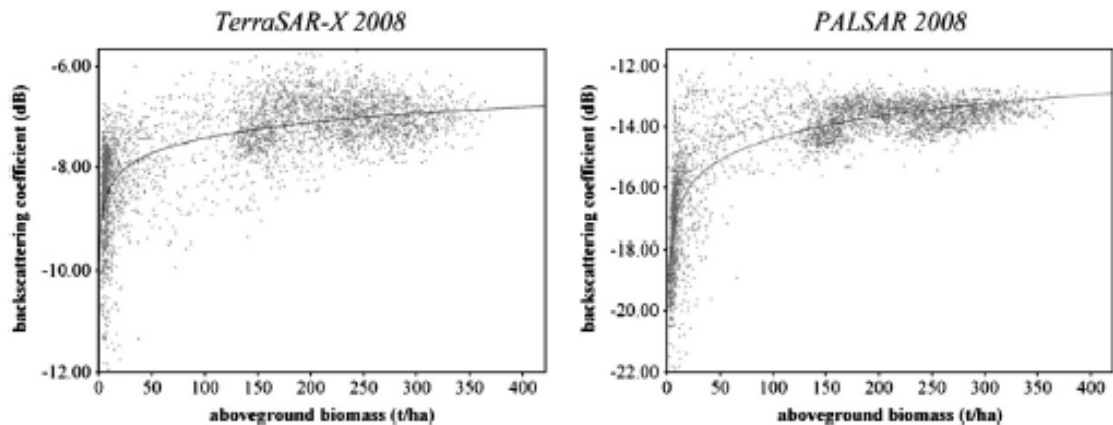 TerraSAR-X 2008
PALSAR 2008
backscattering coefficient (dB)
-6.00
-8.00
-10.00
-12.00
0 50 100 150 200 250 300 350 400
aboveground biomass (t/ha)
backscattering coefficient (dB)
-12.00
-14.00
-16.00
-18.00
-20.00
-22.00
0 50 100 150 200 250 300 350 400
aboveground biomass (t/ha)